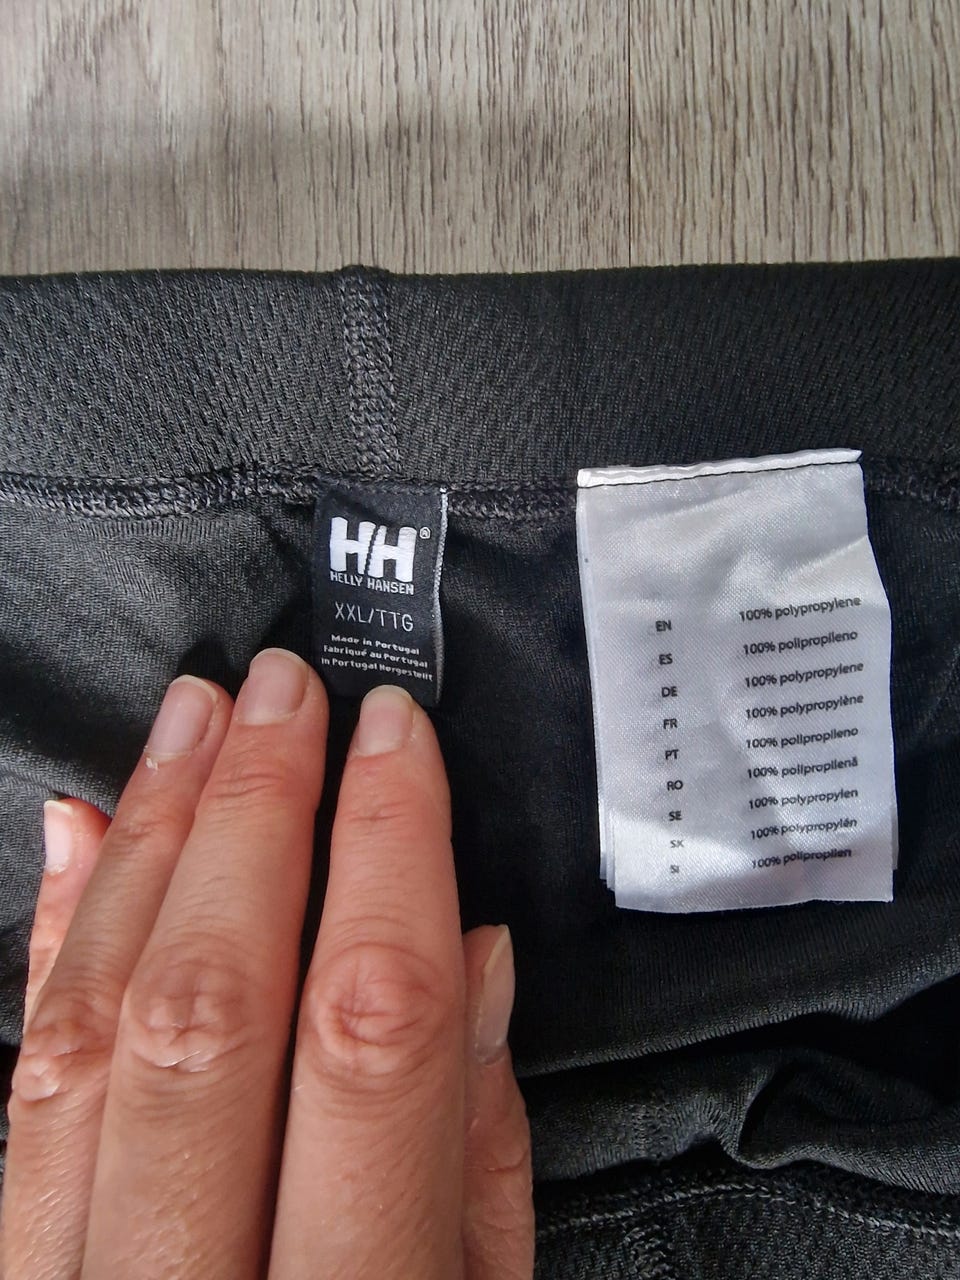 HH®
HELLY HANSEN
XXL/TTG
Made in Portugal
Fabriqué au Portugal
in Portugal Hergestellt
EN 100% polypropylene
ES 100% polipropileno
DE 100% polypropylene
FR 100% polypropylène
PT 100% polipropileno
RO 100% polipropilenă
SE 100% polypropylen
SK 100% polypropylén
SI 100% polipropilen